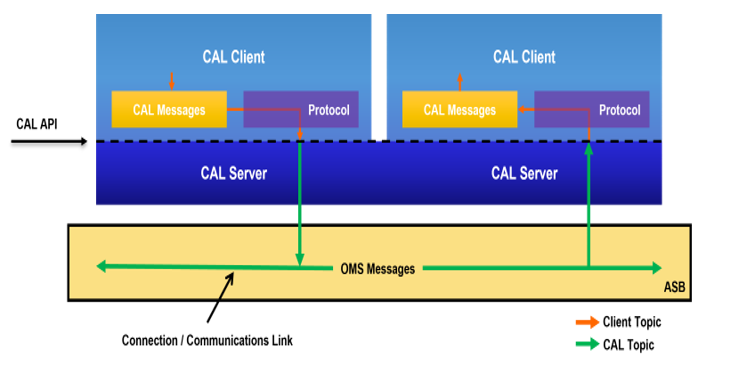 CAL Client
CAL Client
CAL Messages
Protocol
CAL Messages
Protocol
CAL API
CAL Server
CAL Server
OMS Messages
ASB
Connection / Communications Link
Client Topic
CAL Topic